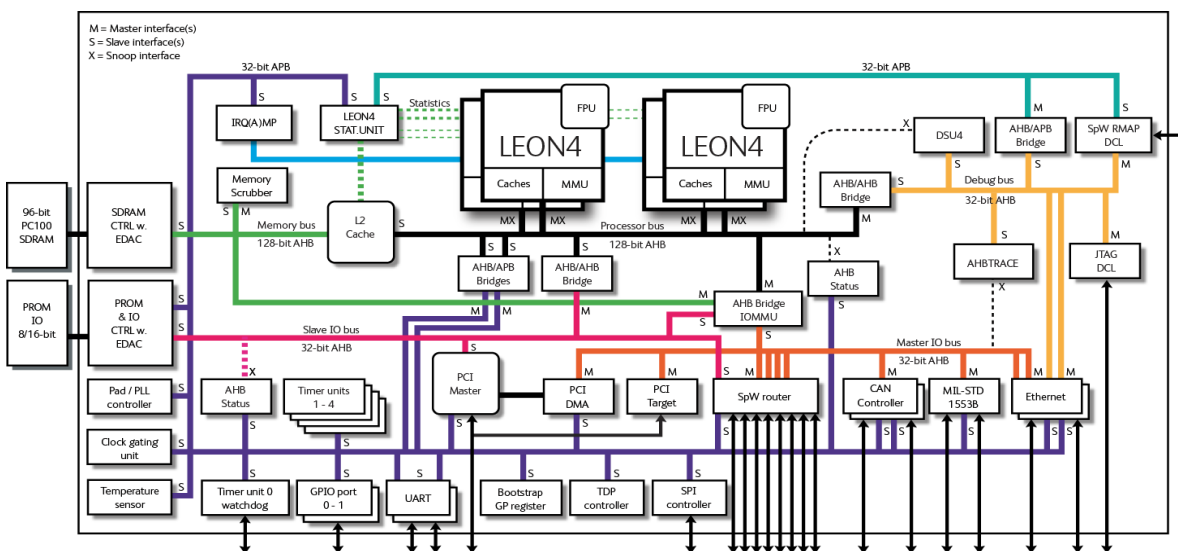 M = Master interface(s)
S = Slave interface(s)
X = Snoop interface
32-bit APB
32-bit APB
S
S
S
M
S
IRQ(A)MP
LEON4
STAT.UNIT
Statistics
FPU
LEON4
Caches
MMU
FPU
LEON4
Caches
MMU
X
DSU4
AHB/APB
Bridge
SpW RMAP
DCL
S
S
M
Memory
Scrubber
S
M
AHB/AHB
Bridge
S
M
Debug bus
32-bit AHB
96-bit
PC100
SDRAM
SDRAM
CTRL w.
EDAC
S
Memory bus
128-bit AHB
L2
Cache
S
MX
MX
MX
MX
Processor bus
128-bit AHB
S
S
S
AHB/APB
Bridges
AHB/AHB
Bridge
M
M
M
X
AHB
Status
S
S
AHBTRACE
X
M
JTAG
DCL
PROM
IO
8/16-bit
PROM
& IO
CTRL w.
EDAC
S
S
M
M
S
AHB Bridge
IOMMU
S
Slave IO bus
32-bit AHB
Master IO bus
32-bit AHB
Pad / PLL
controller
S
X
AHB
Status
S
Timer units
1 - 4
S
S
PCI
Master
S
M
PCI
DMA
S
M
PCI
Target
S
M
S
SpW router
S
M
CAN
Controller
S
S
M
MIL-STD
1553B
S
M
M
Ethernet
S
S
Clock gating
unit
Temperature
sensor
S
Timer unit 0
watchdog
S
GPIO port
0 - 1
S
S
UART
S
Bootstrap
GP register
S
TDP
controller
S
SPI
controller